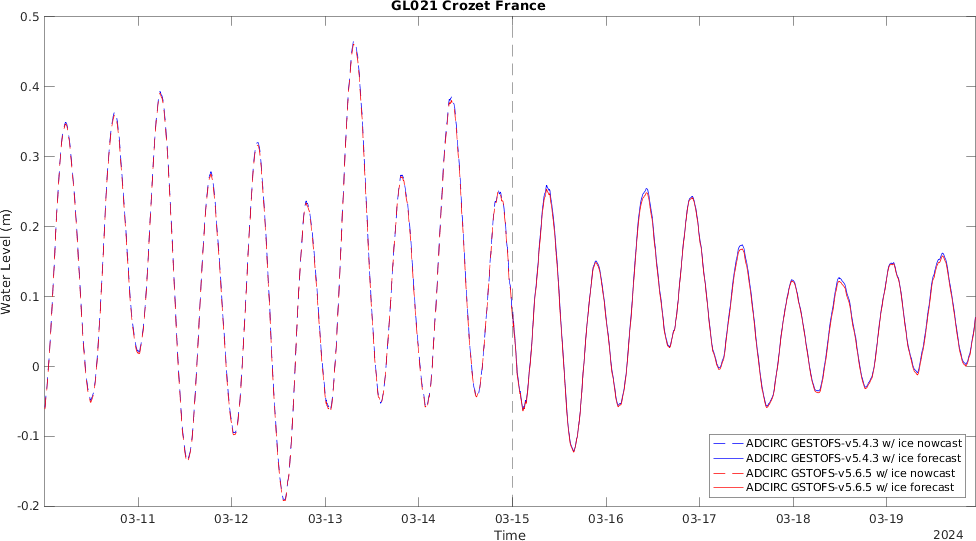 GL021 Crozet France
0.5
0.4
0.3
0.2
0.1
0
-0.1
-0.2
Water Level (m)
ADCIRC GESTOFS-v5.4.3 w/ ice nowcast
ADCIRC GESTOFS-v5.4.3 w/ ice forecast
ADCIRC GSTOFS-v5.6.5 w/ ice nowcast
ADCIRC GSTOFS-v5.6.5 w/ ice forecast
03-11 03-12 03-13 03-14 03-15 03-16 03-17 03-18 03-19
Time
2024